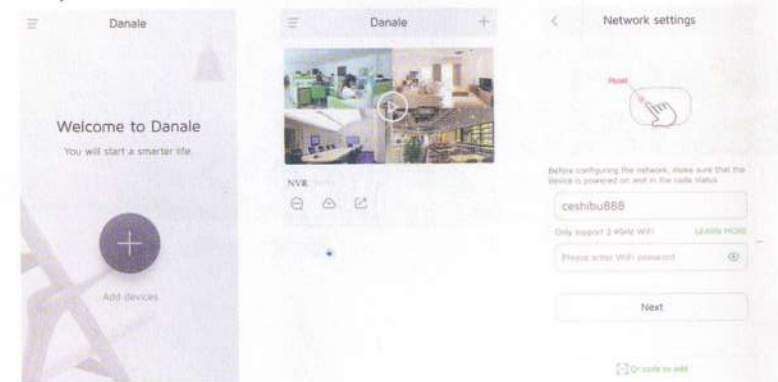 Danale
Welcome to Danale
You will start a smarter life.
Add devices
Danale
NVR
Network settings
Reset
Before configuring the network, make sure that the
device is powered on and in the code status
ceshibu888
Only support 2.4GHz WiFi LEARN MORE
Please enter WiFi password
Next
Qr code to add